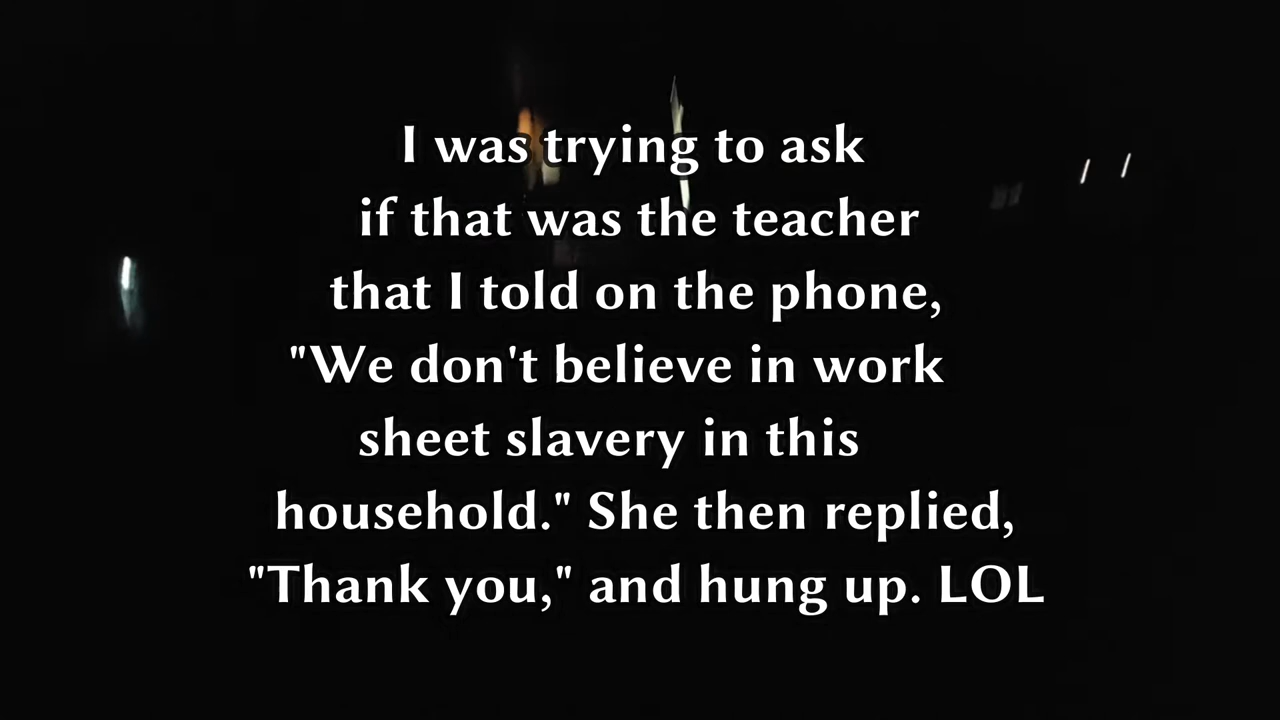 I was trying to ask
if that was the teacher
that I told on the phone,
"We don't believe in work
sheet slavery in this
household." She then replied,
"Thank you," and hung up. LOL